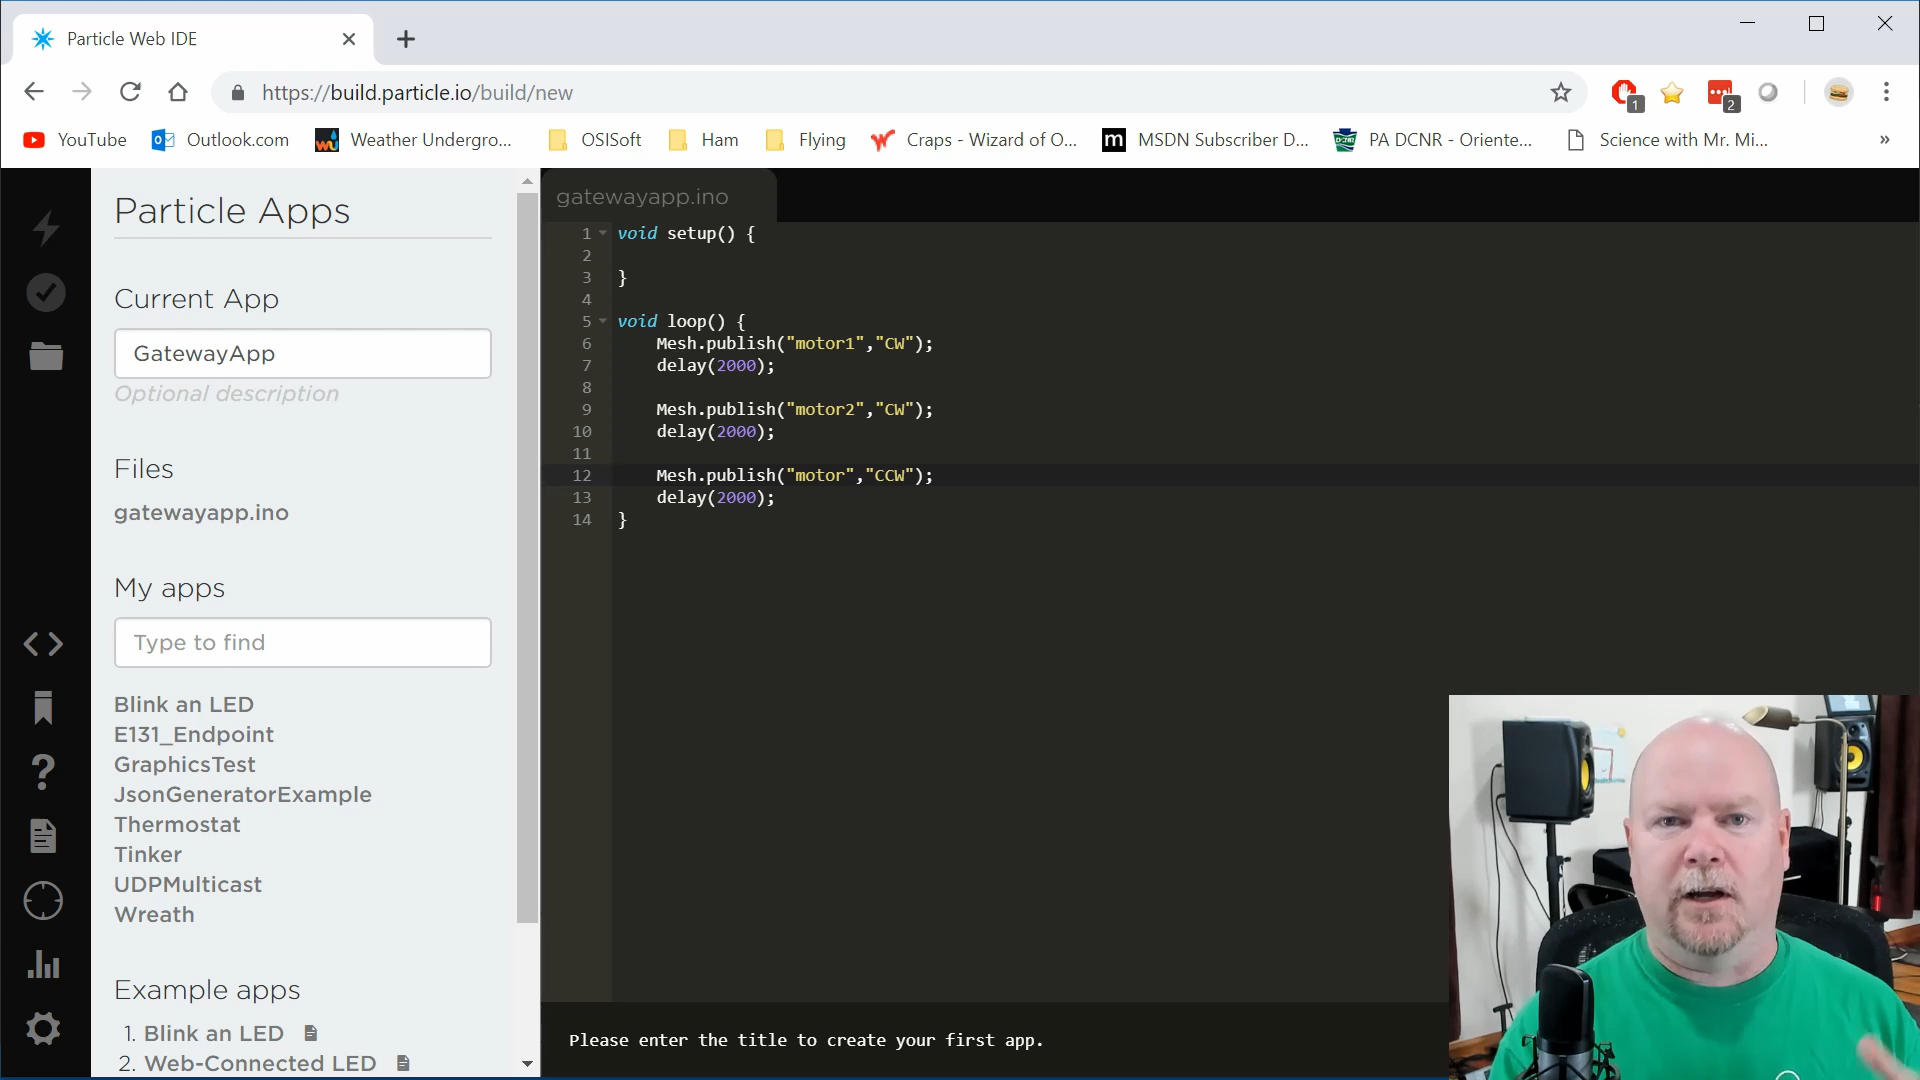 Particle Web IDE
https://build.particle.io/build/new
1
2
YouTube
Outlook.com
Weather Undergro...
OSISoft
Ham
Flying
Craps - Wizard of O...
m
MSDN Subscriber D...
PA DCNR - Oriente...
Science with Mr. Mi...
»
Particle Apps
Current App
GatewayApp
Optional description
Files
gatewayapp.ino
My apps
Type to find
Blink an LED
E131_Endpoint
GraphicsTest
JsonGeneratorExample
Thermostat
Tinker
UDPMulticast
Wreath
Example apps
1. Blink an LED
2. Web-Connected LED
gatewayapp.ino
1 void setup() {
2
3 }
4
5 void loop() {
6 Mesh.publish("motor1","CW");
7 delay(2000);
8
9 Mesh.publish("motor2","CW");
10 delay(2000);
11
12 Mesh.publish("motor","CCW");
13 delay(2000);
14 }
Please enter the title to create your first app.